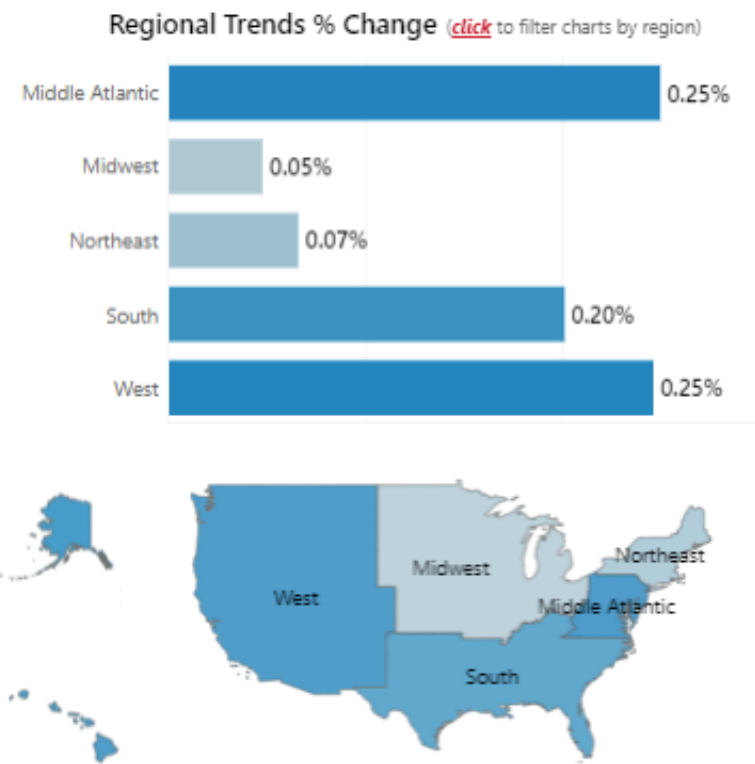 Regional Trends % Change (click to filter charts by region)
Middle Atlantic 0.25%
Midwest 0.05%
Northeast 0.07%
South 0.20%
West 0.25%
Northeast
Midwest
West
Middle Atlantic
South